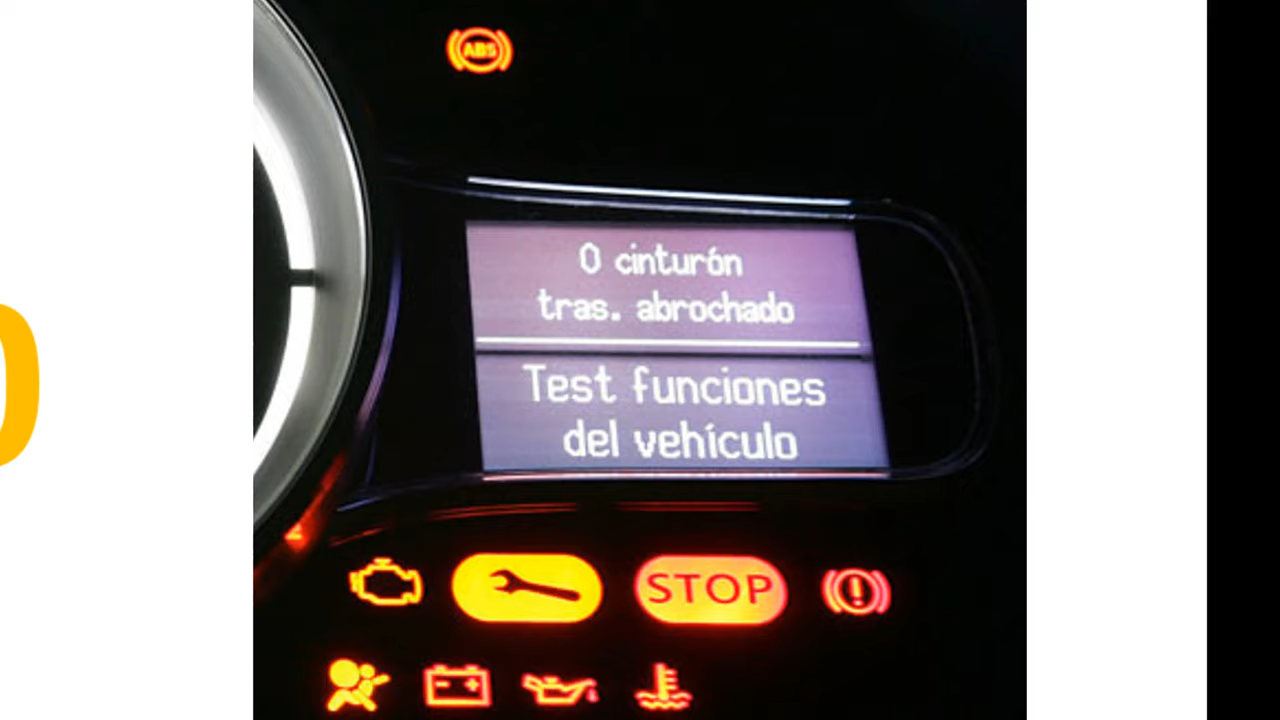 ABS
0 cinturón
tras. abrochado
Test funciones
del vehículo
STOP